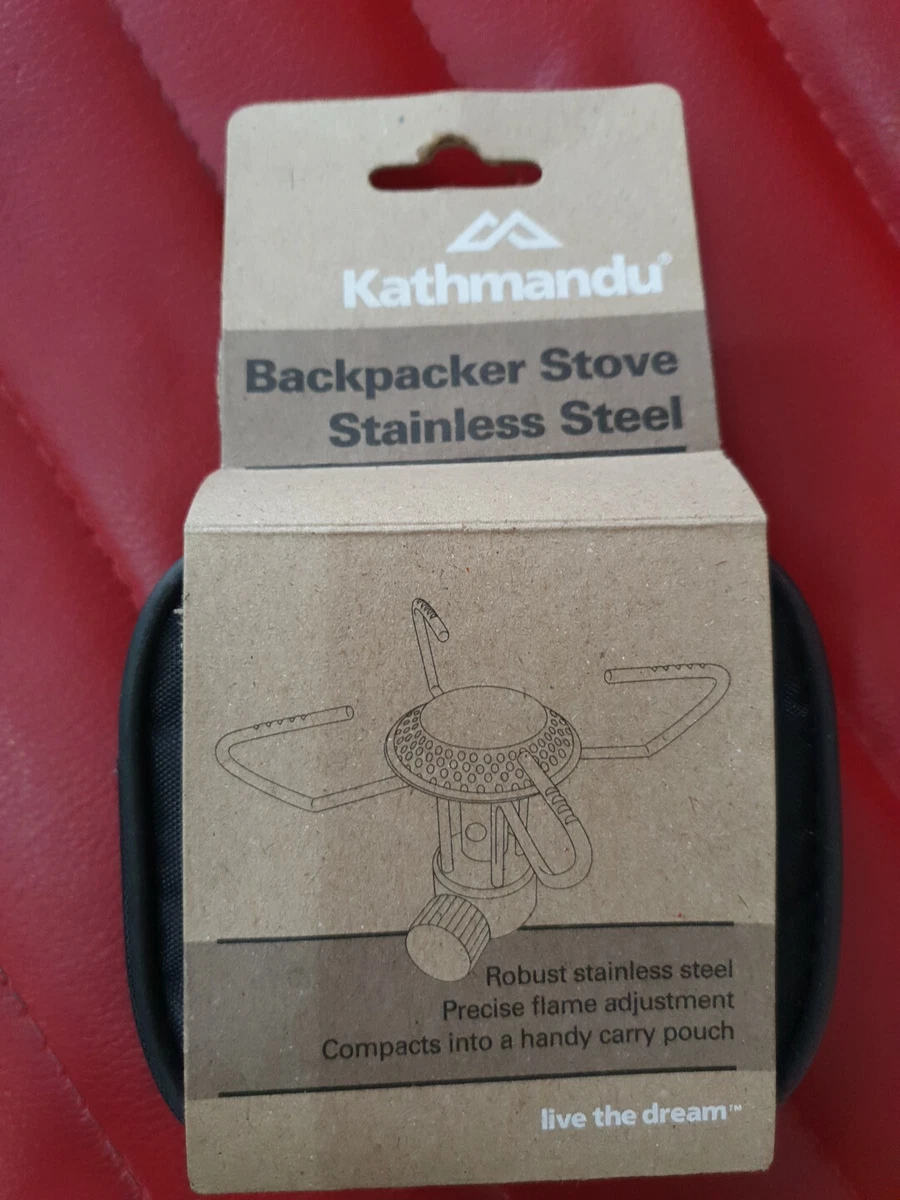 Kathmandu®
Backpacker Stove
Stainless Steel
Robust stainless steel
Precise flame adjustment
Compacts into a handy carry pouch
live the dream™